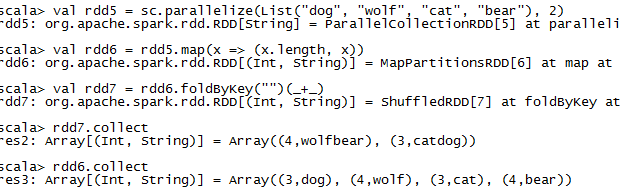 scala> val rdd5 = sc.parallelize(List("dog", "wolf", "cat", "bear"), 2)
rdd5: org.apache.spark.rdd.RDD[String] = ParallelCollectionRDD[5] at paralleli
scala> val rdd6 = rdd5.map(x => (x.length, x))
rdd6: org.apache.spark.rdd.RDD[(Int, String)] = MapPartitionsRDD[6] at map at
scala> val rdd7 = rdd6.foldByKey("")(_+_)
rdd7: org.apache.spark.rdd.RDD[(Int, String)] = ShuffledRDD[7] at foldByKey at
scala> rdd7.collect
res2: Array[(Int, String)] = Array((4,wolfbear), (3,catdog))
scala> rdd6.collect
res3: Array[(Int, String)] = Array((3,dog), (4,wolf), (3,cat), (4,bear))